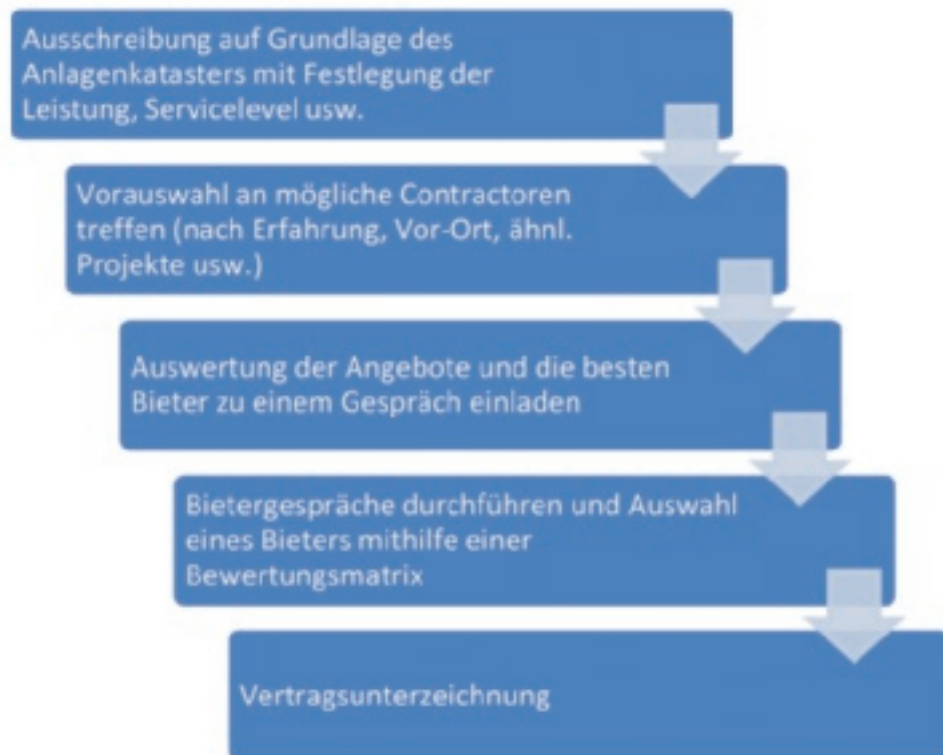 Ausschreibung auf Grundlage des
Anlagenkatasters mit Festlegung der
Leistung, Servicelevel usw.
Vorauswahl an mögliche Contractoren
treffen (nach Erfahrung, Vor-Ort, ähnl.
Projekte usw.)
Auswertung der Angebote und die besten
Bieter zu einem Gespräch einladen
Bietergespräche durchführen und Auswahl
eines Bieters mithilfe einer
Bewertungsmatrix
Vertragsunterzeichnung